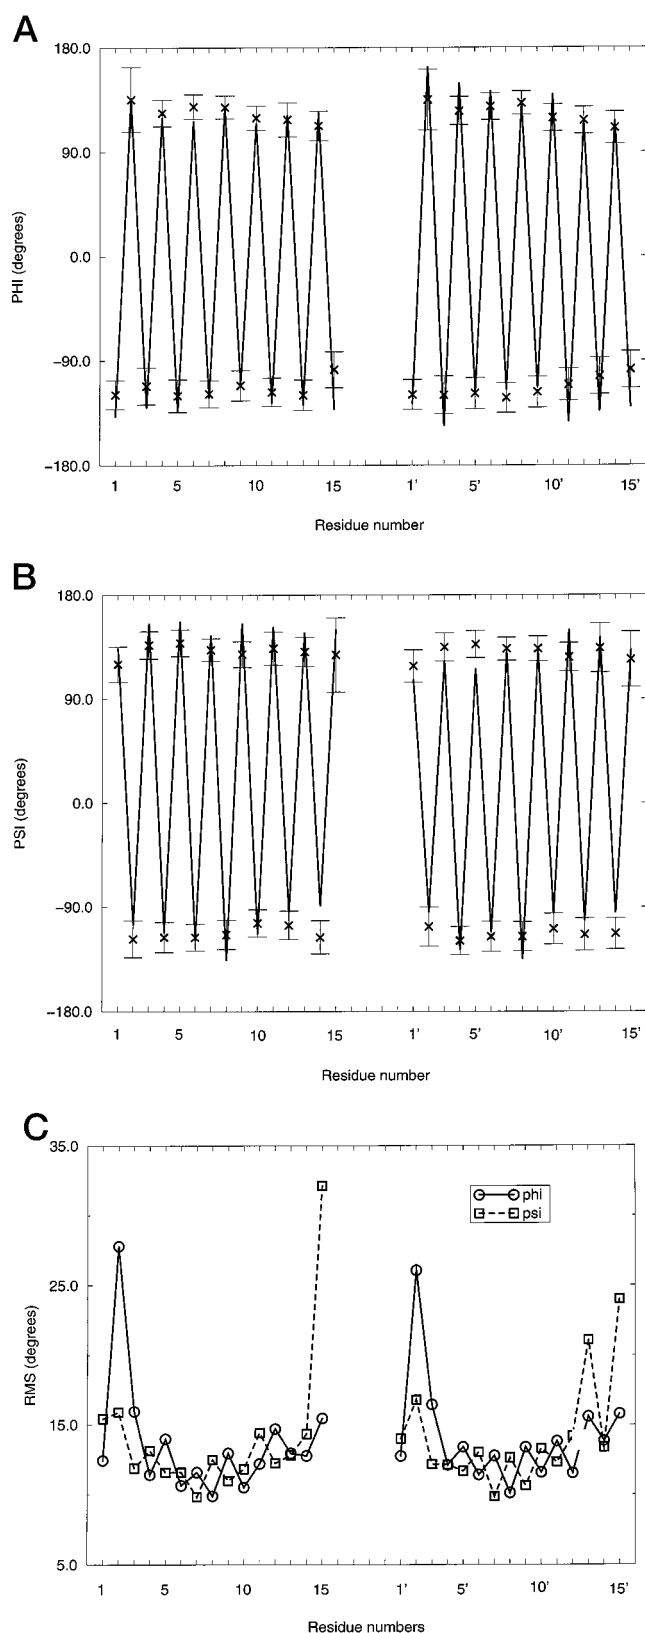 A
180.0
90.0
0.0
−90.0
−180.0
PHI (degrees)
1 5 10 15 1' 5' 10' 15'
Residue number
B
180.0
90.0
0.0
−90.0
−180.0
PSI (degrees)
1 5 10 15 1' 5' 10' 15'
Residue number
C
35.0
25.0
15.0
5.0
RMS (degrees)
phi
psi
1 5 10 15 1' 5' 10' 15'
Residue numbers